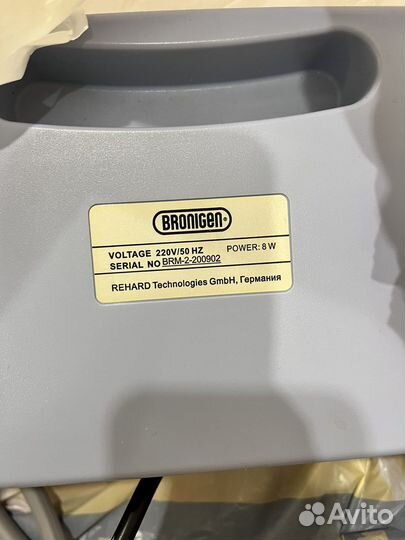 BRONIGEN
VOLTAGE 220V/50 HZ POWER: 8 W
SERIAL NO BRM-2-200902
REHARD Technologies GmbH, Германия
Avito